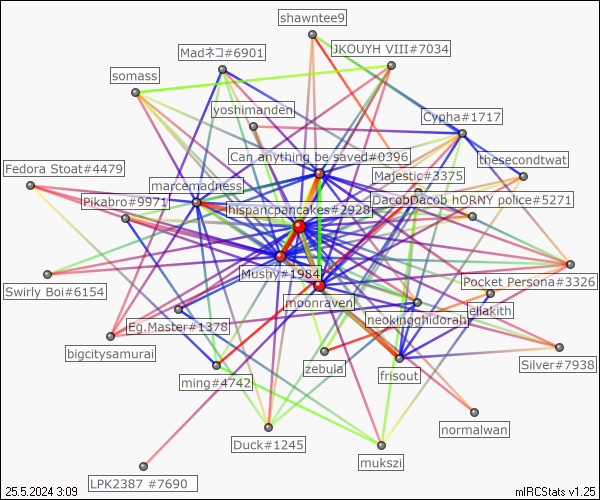 shawntee9
Madネコ#6901
JKOUYH VIII#7034
somass
yoshimanden
Cypha#1717
Can anything be saved#0396
thesecondtwat
Fedora Stoat#4479
marcemadness
Majestic#3375
Pikabro#9971
DacobDacob hORNY police#5271
hispancpancakes#2928
Mushy#1984
Swirly Boi#6154
moonraven
Pocket Persona#3326
eliakith
Eg.Master#1378
neokingghidorah
bigcitysamurai
zebula
Silver#7938
ming#4742
frisout
normalwan
Duck#1245
mukszi
LPK2387 #7690
25.5.2024 3:09
mIRCStats v1.25